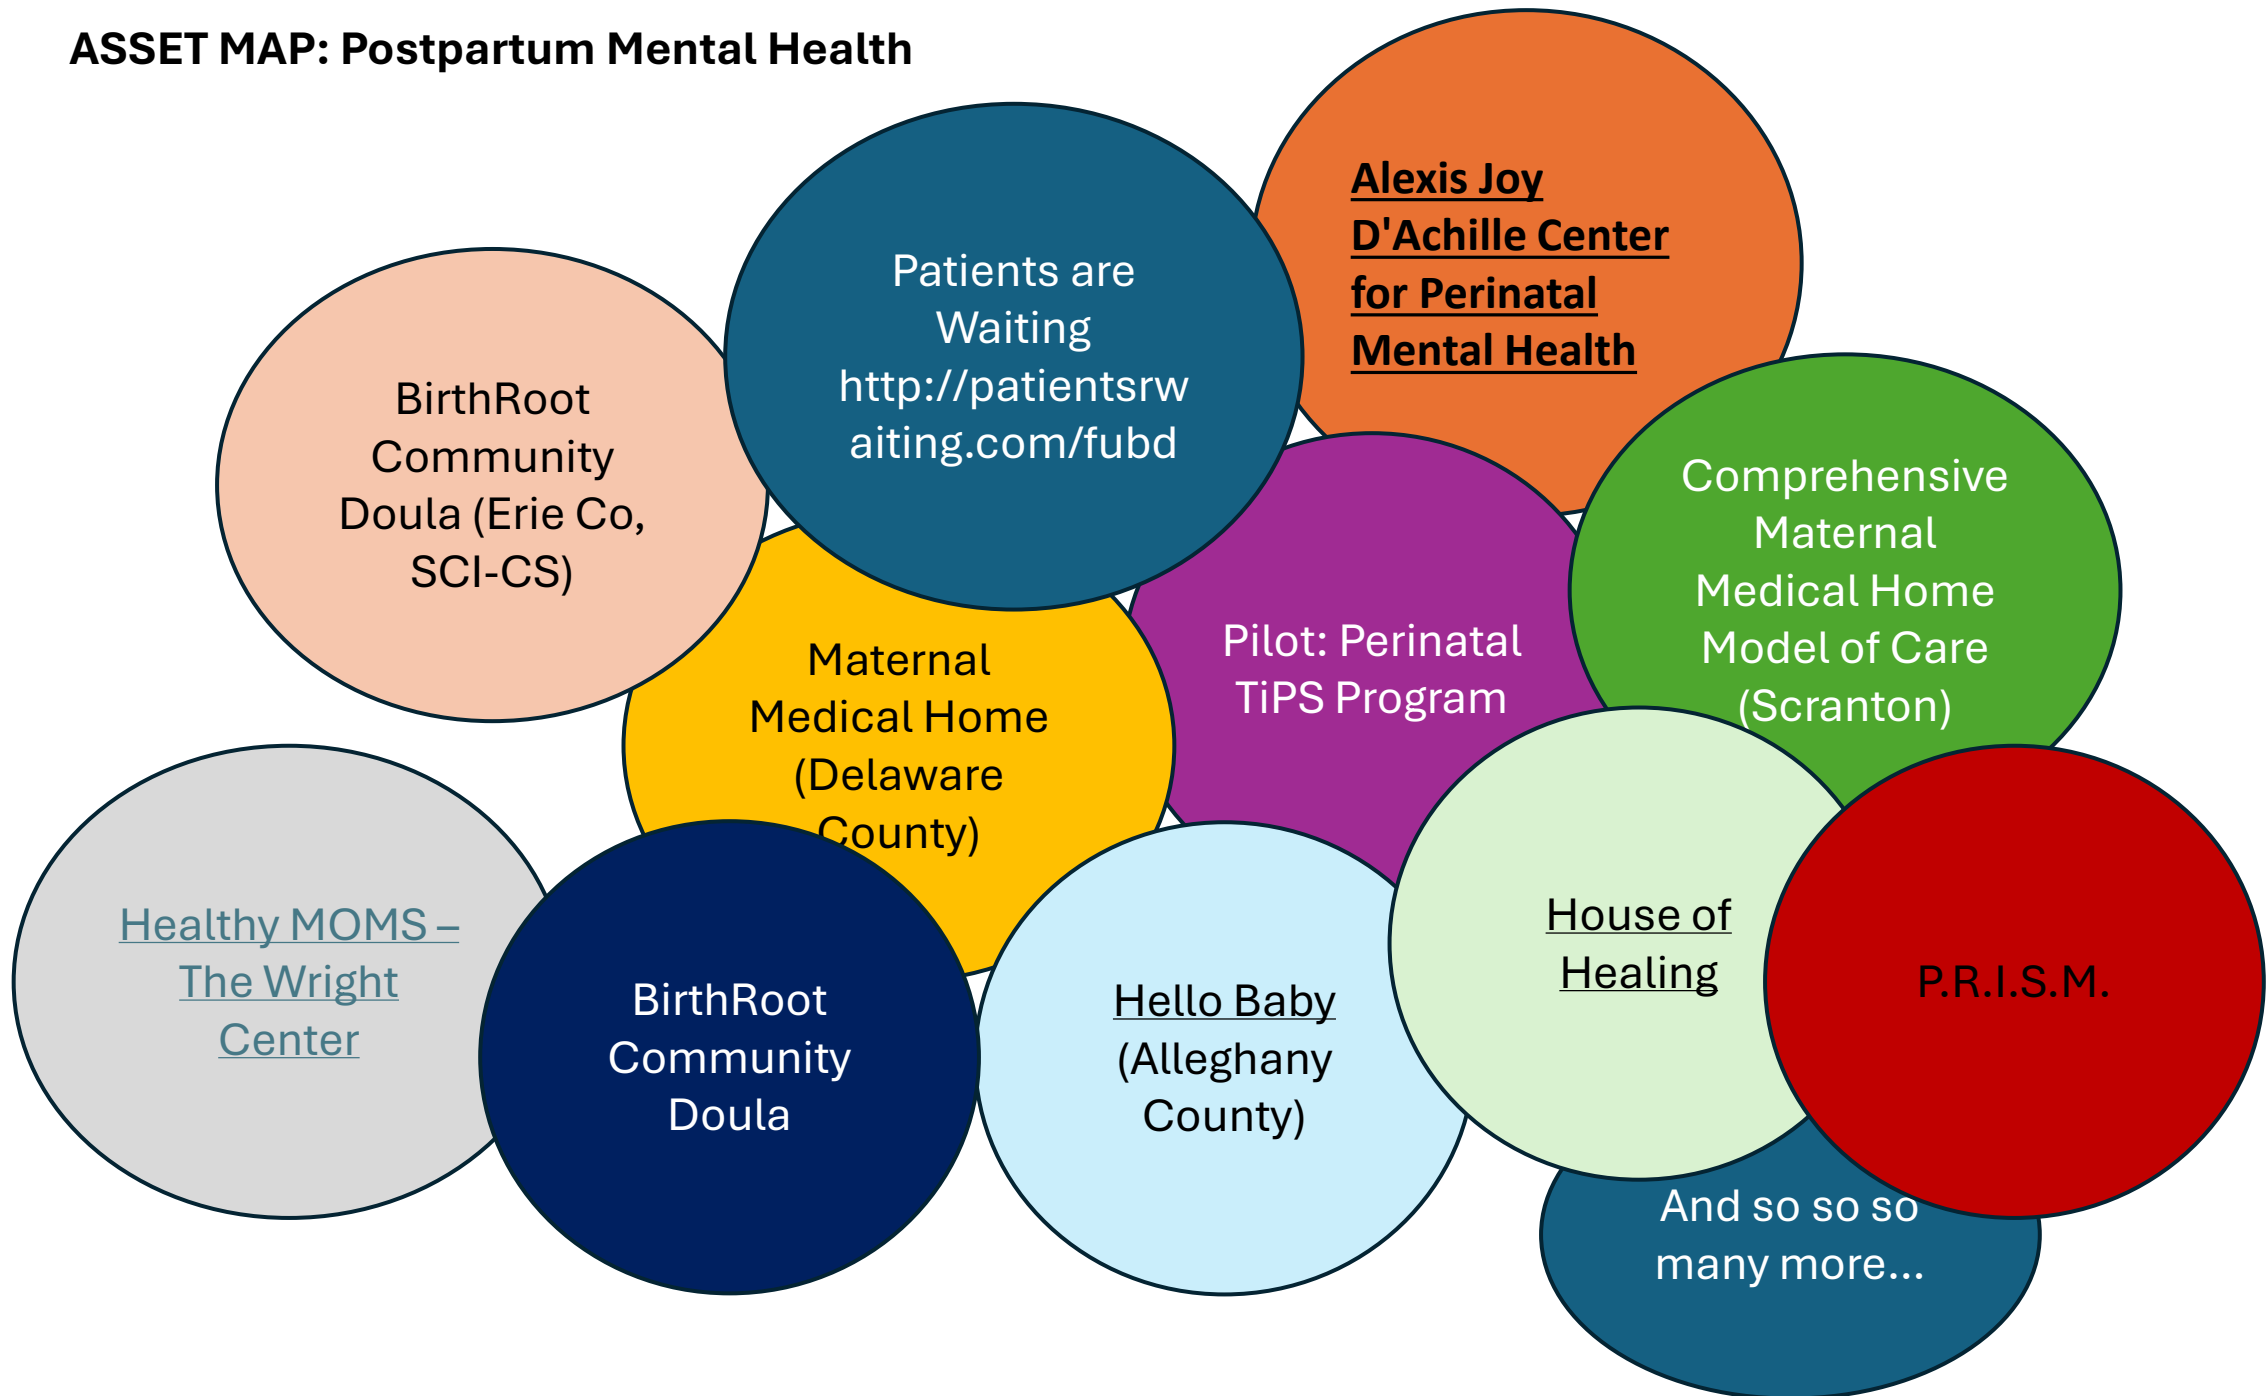 ASSET MAP: Postpartum Mental Health
Alexis Joy
D'Achille Center
for Perinatal
Mental Health
Patients are
Waiting
http://patientsrw
aiting.com/fubd
BirthRoot
Community
Doula (Erie Co,
SCI-CS)
Comprehensive
Maternal
Medical Home
Model of Care
(Scranton)
Maternal
Medical Home
(Delaware
County)
Pilot: Perinatal
TiPS Program
Healthy MOMS –
The Wright
Center
BirthRoot
Community
Doula
Hello Baby
(Alleghany
County)
House of
Healing
P.R.I.S.M.
And so so so
many more...